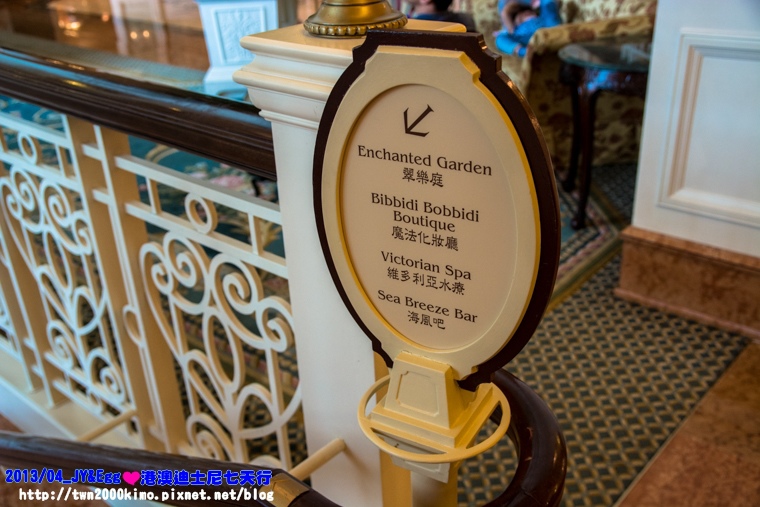 Enchanted Garden
翠樂庭
Bibbidi Bobbidi
Boutique
魔法化妝廳
Victorian Spa
維多利亞水療
Sea Breeze Bar
海風吧
2013/04_JY&Egg♥港澳迪士尼七天行
http://twn2000kimo.pixnet.net/blog